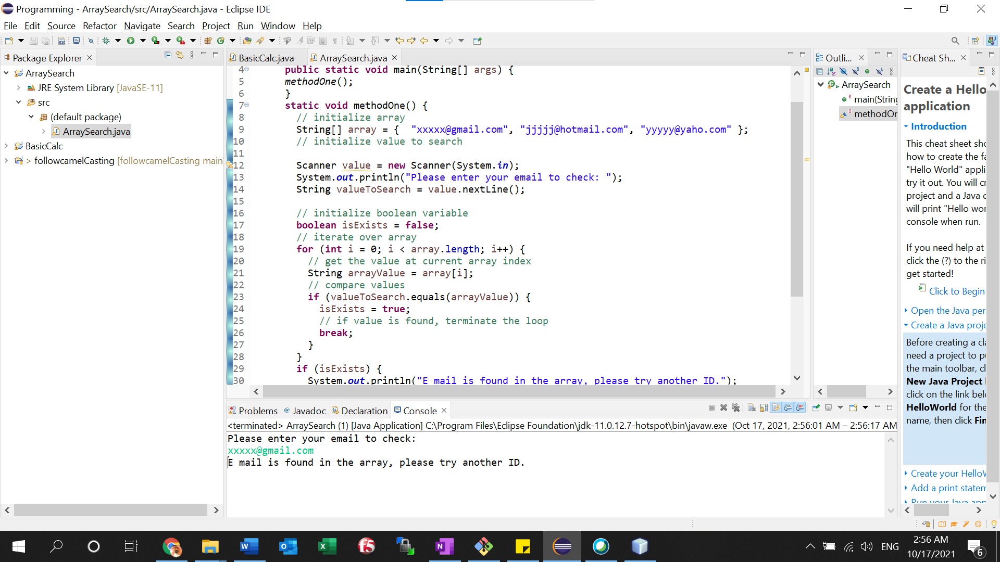 Programming - ArraySearch/src/ArraySearch.java - Eclipse IDE
File Edit Source Refactor Navigate Search Project Run Window Help
Package Explorer
ArraySearch
JRE System Library [JavaSE-11]
src
(default package)
ArraySearch.java
BasicCalc
> followcamelCasting [followcamelCasting main]
BasicCalc.java
ArraySearch.java
4 public static void main(String[] args) {
5 methodOne();
6 }
7 static void methodOne() {
8 // initialize array
9 String[] array = {  "xxxxx@gmail.com", "jjjjj@hotmail.com", "yyyyy@yaho.com" };
10 // initialize value to search
11
12 Scanner value = new Scanner(System.in);
13 System.out.println("Please enter your email to check: ");
14 String valueToSearch = value.nextLine();
15
16 // initialize boolean variable
17 boolean isExists = false;
18 // iterate over array
19 for (int i = 0; i < array.length; i++) {
20 // get the value at current array index
21 String arrayValue = array[i];
22 // compare values
23 if (valueToSearch.equals(arrayValue)) {
24 isExists = true;
25 // if value is found, terminate the loop
26 break;
27 }
28 }
29 if (isExists) {
30 System.out.println("E mail is found in the array, please try another ID.");
Problems @ Javadoc Declaration Console
<terminated> ArraySearch (1) [Java Application] C:\Program Files\Eclipse Foundation\jdk-11.0.12.7-hotspot\bin\javaw.exe (Oct 17, 2021, 2:56:01 AM – 2:56:17 AM
Please enter your email to check:
xxxxx@gmail.com
E mail is found in the array, please try another ID.
Outli...
ArraySearch
main(String
methodOr
Cheat Sh...
Create a Hello
application
Introduction
This cheat sheet sho
how to create the fa
"Hello World" appli
try it out. You will cr
project and a Java c
will print "Hello wor
console when run.
If you need help at
click the (?) to the ri
get started!
Click to Begin
Open the Java per
Create a Java proje
Before creating a cla
need a project to pu
the main toolbar, cl
New Java Project
click on the link belo
HelloWorld for the
name, then click Fin
Create your HelloW
Add a print statem
Run your Java app
ENG
2:56 AM
10/17/2021
6